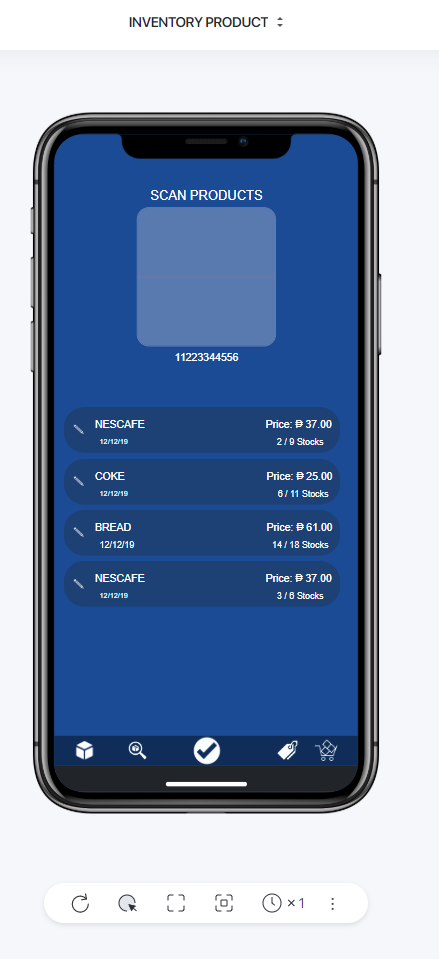 INVENTORY PRODUCT
SCAN PRODUCTS
11223344556
NESCAFE Price: ₱ 37.00
12/12/19 2 / 9 Stocks
COKE Price: ₱ 25.00
12/12/19 6 / 11 Stocks
BREAD Price: ₱ 61.00
12/12/19 14 / 18 Stocks
NESCAFE Price: ₱ 37.00
12/12/19 3 / 6 Stocks
× 1